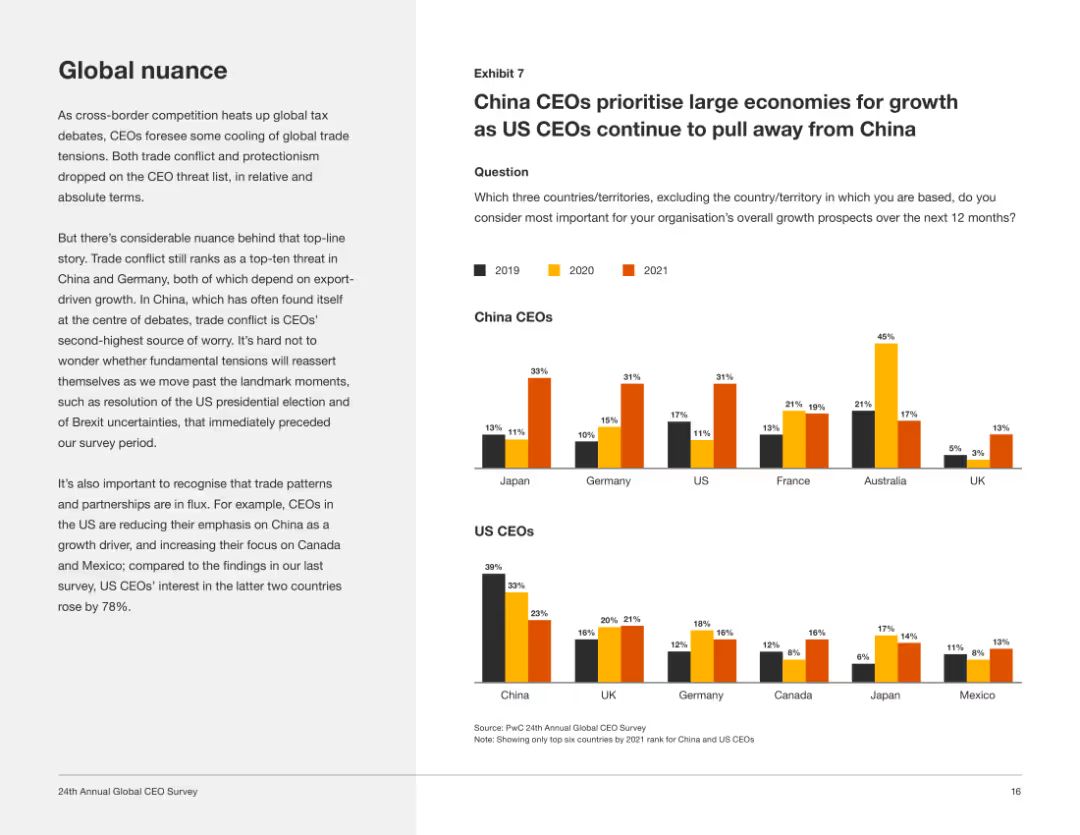 Global nuance
As cross-border competition heats up global tax
debates, CEOs foresee some cooling of global trade
tensions. Both trade conflict and protectionism
dropped on the CEO threat list, in relative and
absolute terms.
But there's considerable nuance behind that top-line
story. Trade conflict still ranks as a top-ten threat in
China and Germany, both of which depend on export-
driven growth. In China, which has often found itself
at the centre of debates, trade conflict is CEOs'
second-highest source of worry. It's hard not to
wonder whether fundamental tensions will reassert
themselves as we move past the landmark moments,
such as resolution of the US presidential election and
of Brexit uncertainties, that immediately preceded
our survey period.
It's also important to recognise that trade patterns
and partnerships are in flux. For example, CEOs in
the US are reducing their emphasis on China as a
growth driver, and increasing their focus on Canada
and Mexico; compared to the findings in our last
survey, US CEOs' interest in the latter two countries
rose by 78%.
Exhibit 7
China CEOs prioritise large economies for growth
as US CEOs continue to pull away from China
Question
Which three countries/territories, excluding the country/territory in which you are based, do you
consider most important for your organisation's overall growth prospects over the next 12 months?
2019 2020 2021
China CEOs
13% 11% 33% 10% 15% 31% 17% 11% 31% 13% 21% 19% 21% 45% 17% 5% 3% 13%
Japan Germany US France Australia UK
US CEOs
39% 33% 23% 16% 20% 21% 12% 18% 16% 12% 8% 16% 6% 17% 14% 11% 8% 13%
China UK Germany Canada Japan Mexico
Source: PwC 24th Annual Global CEO Survey
Note: Showing only top six countries by 2021 rank for China and US CEOs
24th Annual Global CEO Survey 16